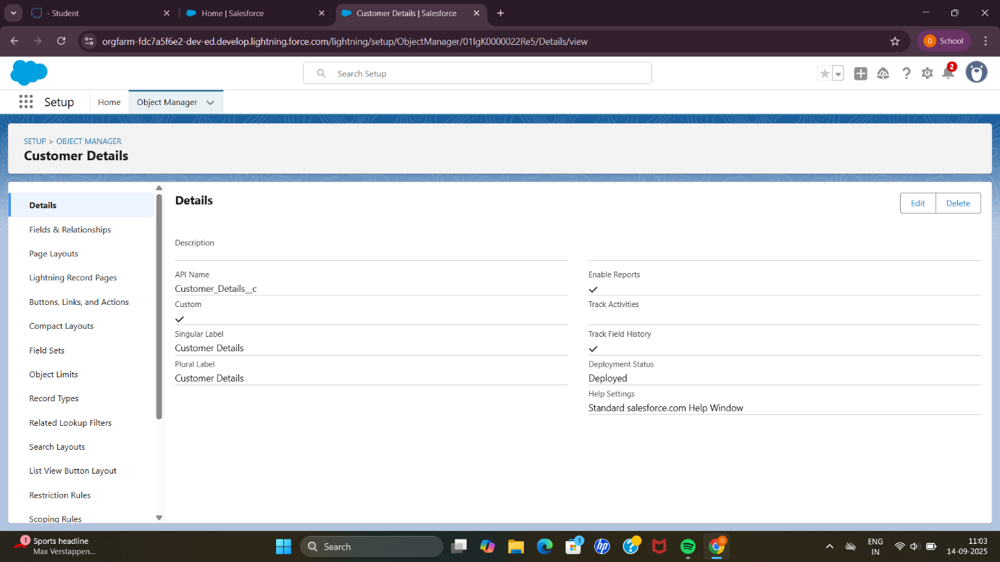 - Student
Home | Salesforce
Customer Details | Salesforce
orgfarm-fdc7a5f6e2-dev-ed.develop.lightning.force.com/lightning/setup/ObjectManager/01IgK0000022Re5/Details/view
G School
Search Setup
2
Setup Home Object Manager
SETUP > OBJECT MANAGER
Customer Details
Details
Fields & Relationships
Page Layouts
Lightning Record Pages
Buttons, Links, and Actions
Compact Layouts
Field Sets
Object Limits
Record Types
Related Lookup Filters
Search Layouts
List View Button Layout
Restriction Rules
Scoping Rules
Details
Edit Delete
Description
API Name
Customer_Details__c
Custom
Singular Label
Customer Details
Plural Label
Customer Details
Enable Reports
Track Activities
Track Field History
Deployment Status
Deployed
Help Settings
Standard salesforce.com Help Window
1
Sports headline
Max Verstappen...
Search
1
hp
G
ENG
IN
11:03
14-09-2025